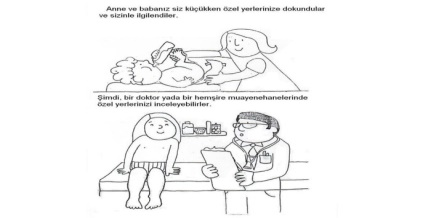 Anne ve babanız siz küçükken özel yerlerinize dokundular
ve sizinle ilgilendiler.
Şimdi, bir doktor yada bir hemşire muayenehanelerinde
özel yerlerinizi inceleyebilirler.